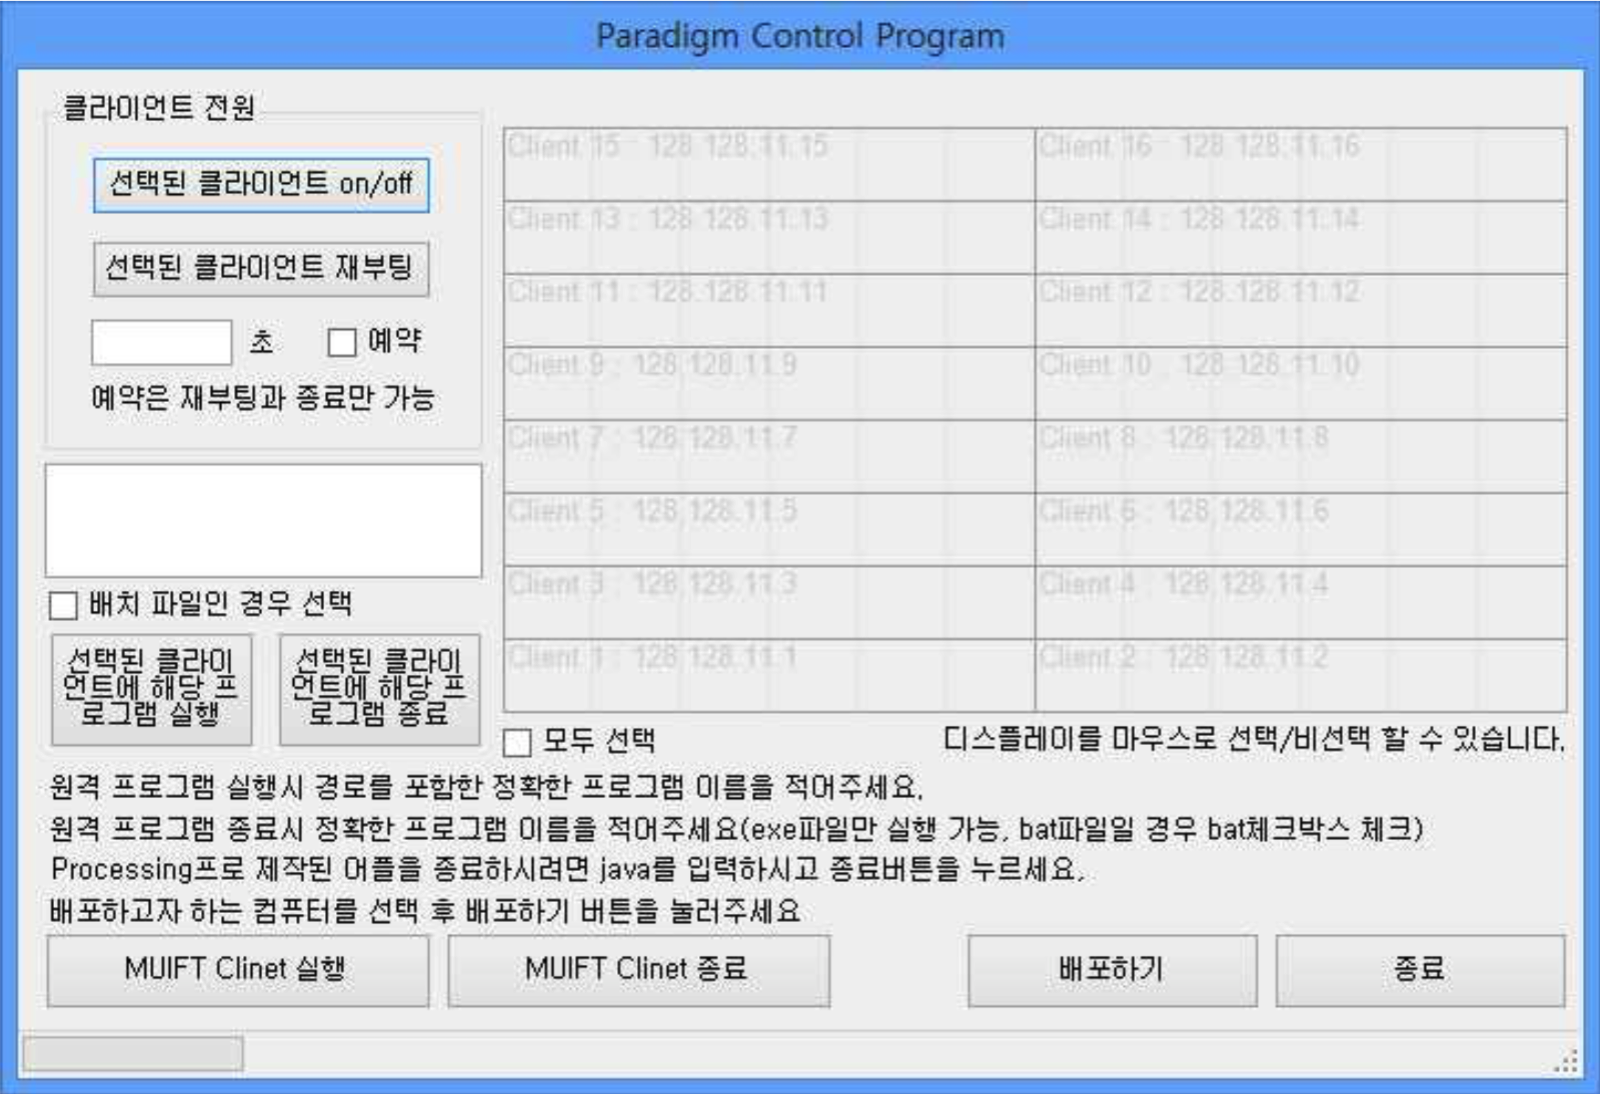 Paradigm Control Program
클라이언트 전원
선택된 클라이언트 on/off
선택된 클라이언트 재부팅
초
예약
예약은 재부팅과 종료만 가능
배치 파일인 경우 선택
선택된 클라이
언트에 해당 프
로그램 실행
선택된 클라이
언트에 해당 프
로그램 종료
Client 15 : 128.128.11.15
Client 16 : 128.128.11.16
Client 13 : 128.128.11.13
Client 14 : 128.128.11.14
Client 11 : 128.128.11.11
Client 12 : 128.128.11.12
Client 9 : 128.128.11.9
Client 10 : 128.128.11.10
Client 7 : 128.128.11.7
Client 8 : 128.128.11.8
Client 5 : 128.128.11.5
Client 6 : 128.128.11.6
Client 3 : 128.128.11.3
Client 4 : 128.128.11.4
Client 1 : 128.128.11.1
Client 2 : 128.128.11.2
모두 선택
디스플레이를 마우스로 선택/비선택 할 수 있습니다.
원격 프로그램 실행시 경로를 포함한 정확한 프로그램 이름을 적어주세요.
원격 프로그램 종료시 정확한 프로그램 이름을 적어주세요(exe파일만 실행 가능, bat파일일 경우 bat체크박스 체크)
Processing프로 제작된 어플을 종료하시려면 java를 입력하시고 종료버튼을 누르세요.
배포하고자 하는 컴퓨터를 선택 후 배포하기 버튼을 눌러주세요
MUIFT Clinet 실행
MUIFT Clinet 종료
배포하기
종료